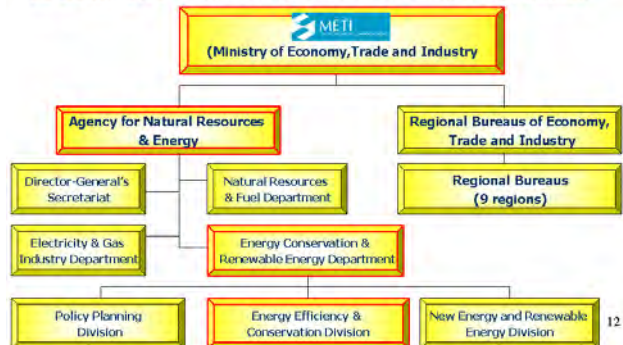 METI
(Ministry of Economy,Trade and Industry
Agency for Natural Resources
& Energy
Regional Bureaus of Economy,
Trade and Industry
Director-General's
Secretariat
Natural Resources
& Fuel Department
Regional Bureaus
(9 regions)
Electricity & Gas
Industry Department
Energy Conservation &
Renewable Energy Department
Policy Planning
Division
Energy Efficiency &
Conservation Division
New Energy and Renewable
Energy Division
12